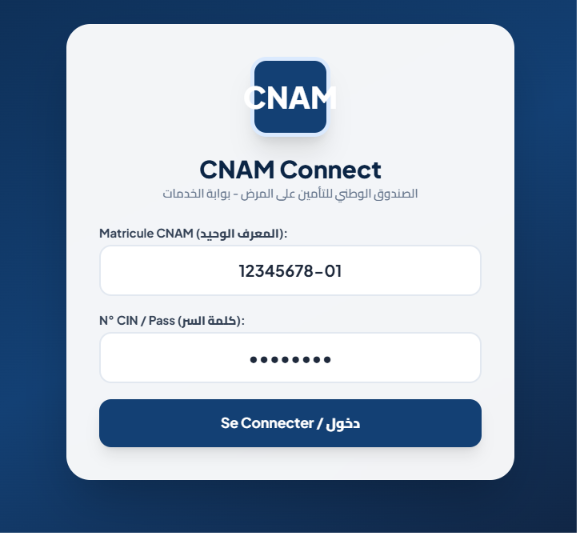 CNAM
CNAM Connect
الصندوق الوطني للتأمين على المرض - بوابة الخدمات
Matricule CNAM (المعرف الوحيد):
12345678-01
N° CIN / Pass (كلمة السر):
••••••••
Se Connecter / دخول